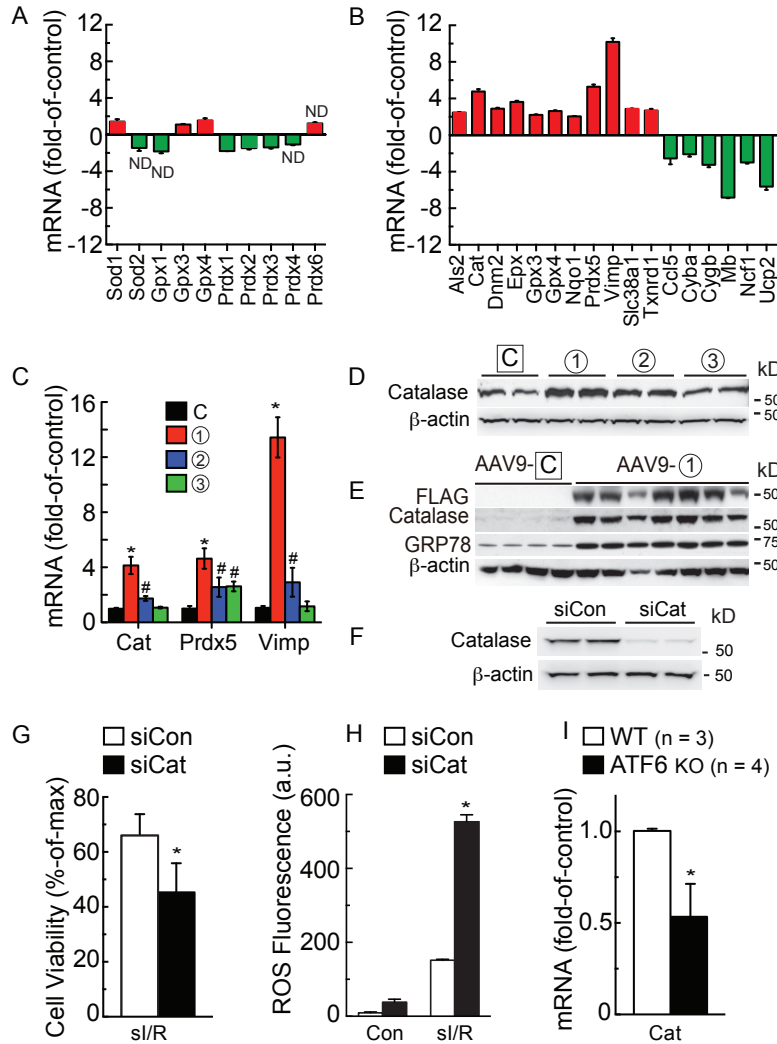 A
mRNA (fold-of-control)
12
8
4
0
-4
-8
-12
ND
ND
ND
ND
Sod1
Sod2
Gpx1
Gpx3
Gpx4
Prdx1
Prdx2
Prdx3
Prdx4
Prdx6
B
mRNA (fold-of-control)
12
8
4
0
-4
-8
-12
Als2
Cat
Dnm2
Epx
Gpx3
Gpx4
Nqo1
Prdx5
Vimp
Slc38a1
Txnrd1
Ccl5
Cyba
Cygb
Mb
Ncf1
Ucp2
C
mRNA (fold-of-control)
16
12
8
4
0
C
①
②
③
*
#
*
# #
*
#
Cat Prdx5 Vimp
D
C ① ② ③ kD
Catalase
50
β-actin
50
E
AAV9-C AAV9-① kD
FLAG
50
Catalase
50
GRP78
75
β-actin
50
F
siCon siCat kD
Catalase
50
β-actin
50
G
siCon
siCat
Cell Viability (%-of-max)
80
60
40
20
0
*
sI/R
H
siCon
siCat
ROS Fluorescence (a.u.)
600
450
300
150
0
*
Con sI/R
I
WT (n = 3)
ATF6 KO (n = 4)
mRNA (fold-of-control)
1.0
0.5
0
*
Cat